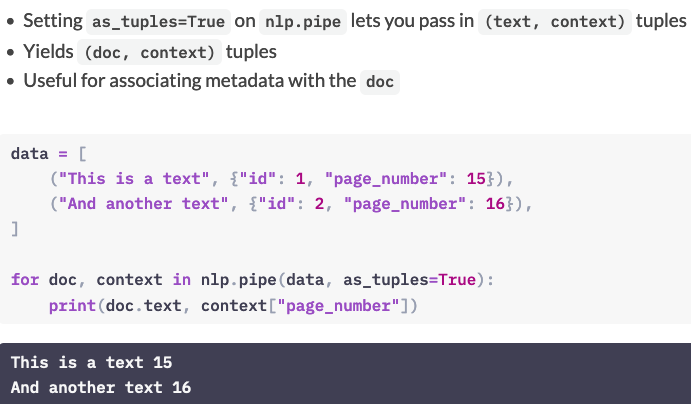 • Setting as_tuples=True on nlp.pipe lets you pass in (text, context) tuples
• Yields (doc, context) tuples
• Useful for associating metadata with the doc
data = [
    ("This is a text", {"id": 1, "page_number": 15}),
    ("And another text", {"id": 2, "page_number": 16}),
]
for doc, context in nlp.pipe(data, as_tuples=True):
    print(doc.text, context["page_number"])
This is a text 15
And another text 16